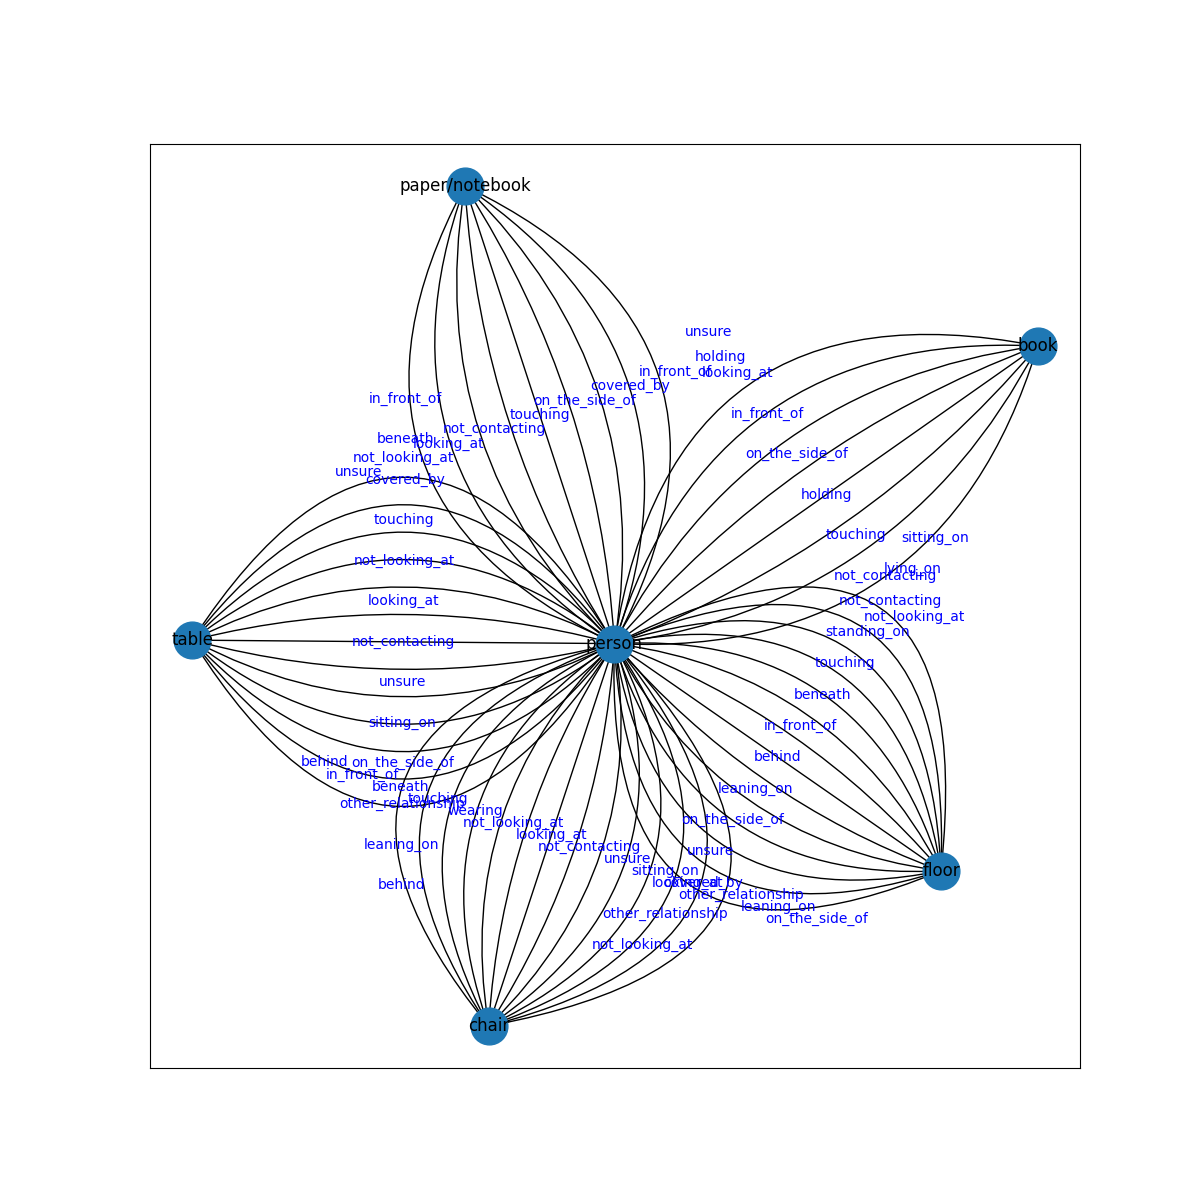 paper/notebook
unsure
book
holding
in_front_of
looking_at
covered_by
in_front_of
on_the_side_of
in_front_of
touching
not_contacting
beneath
looking_at
on_the_side_of
not_looking_at
unsure
covered_by
holding
touching
touching
sitting_on
not_looking_at
lying_on
not_contacting
looking_at
not_contacting
not_looking_at
standing_on
table
not_contacting
person
touching
unsure
beneath
sitting_on
in_front_of
behind
behind
on_the_side_of
in_front_of
beneath
leaning_on
touching
other_relationship
wearing
not_looking_at
on_the_side_of
looking_at
leaning_on
not_contacting
unsure
unsure
sitting_on
floor
behind
looking_at
covered_by
other_relationship
leaning_on
other_relationship
on_the_side_of
not_looking_at
chair